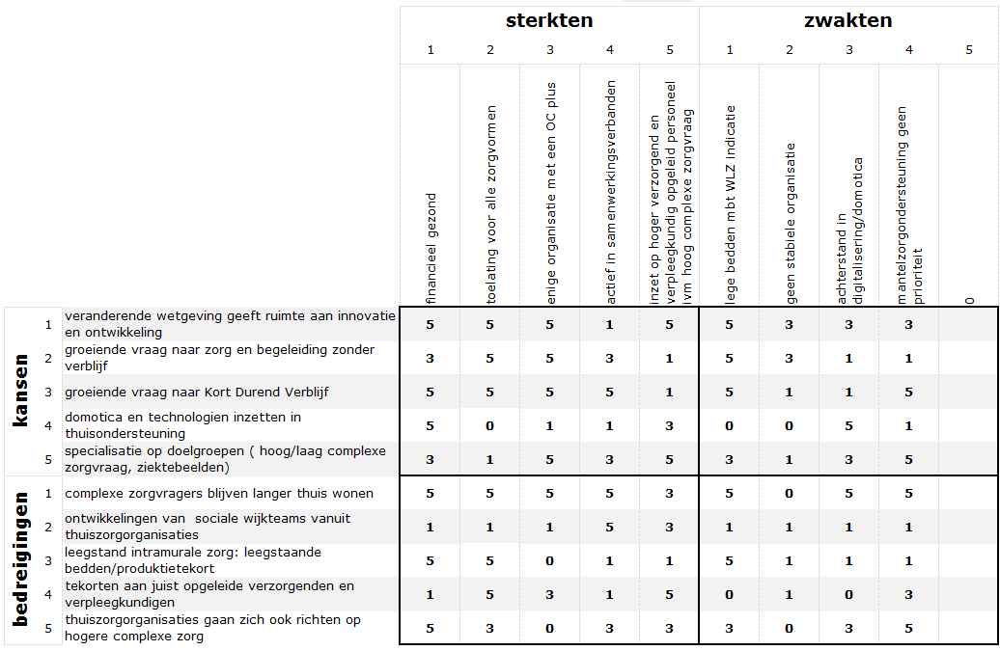 sterkten zwakten
1 2 3 4 5 1 2 3 4 5
financieel gezond
toelating voor alle zorgvormen
enige organisatie met een OC plus
actief in samenwerkingsverbanden
inzet op hoger verzorgend en
verpleegkundig opgeleid personeel
ivm hoog complexe zorgvraag
lege bedden mbt WLZ indicatie
geen stabiele organisatie
achterstand in
digitalisering/domotica
mantelzorgondersteuning geen
prioriteit
0
kansen
1 veranderende wetgeving geeft ruimte aan innovatie
en ontwikkeling
5 5 5 1 5 5 3 3 3
2 groeiende vraag naar zorg en begeleiding zonder
verblijf
3 5 5 3 1 5 3 1 1
3 groeiende vraag naar Kort Durend Verblijf
5 5 5 5 1 5 1 1 5
4 domotica en technologien inzetten in
thuisondersteuning
5 0 1 1 3 0 0 5 1
5 specialisatie op doelgroepen ( hoog/laag complexe
zorgvraag, ziektebeelden)
3 1 5 3 5 3 1 3 5
bedreigingen
1 complexe zorgvragers blijven langer thuis wonen
5 5 5 5 3 5 0 5 5
2 ontwikkelingen van  sociale wijkteams vanuit
thuiszorgorganisaties
1 1 1 5 3 1 1 1 1
3 leegstand intramurale zorg: leegstaande
bedden/produktietekort
5 5 0 1 1 5 1 1 1
4 tekorten aan juist opgeleide verzorgenden en
verpleegkundigen
1 5 3 1 5 0 1 0 3
5 thuiszorgorganisaties gaan zich ook richten op
hogere complexe zorg
5 3 0 3 3 3 0 3 5